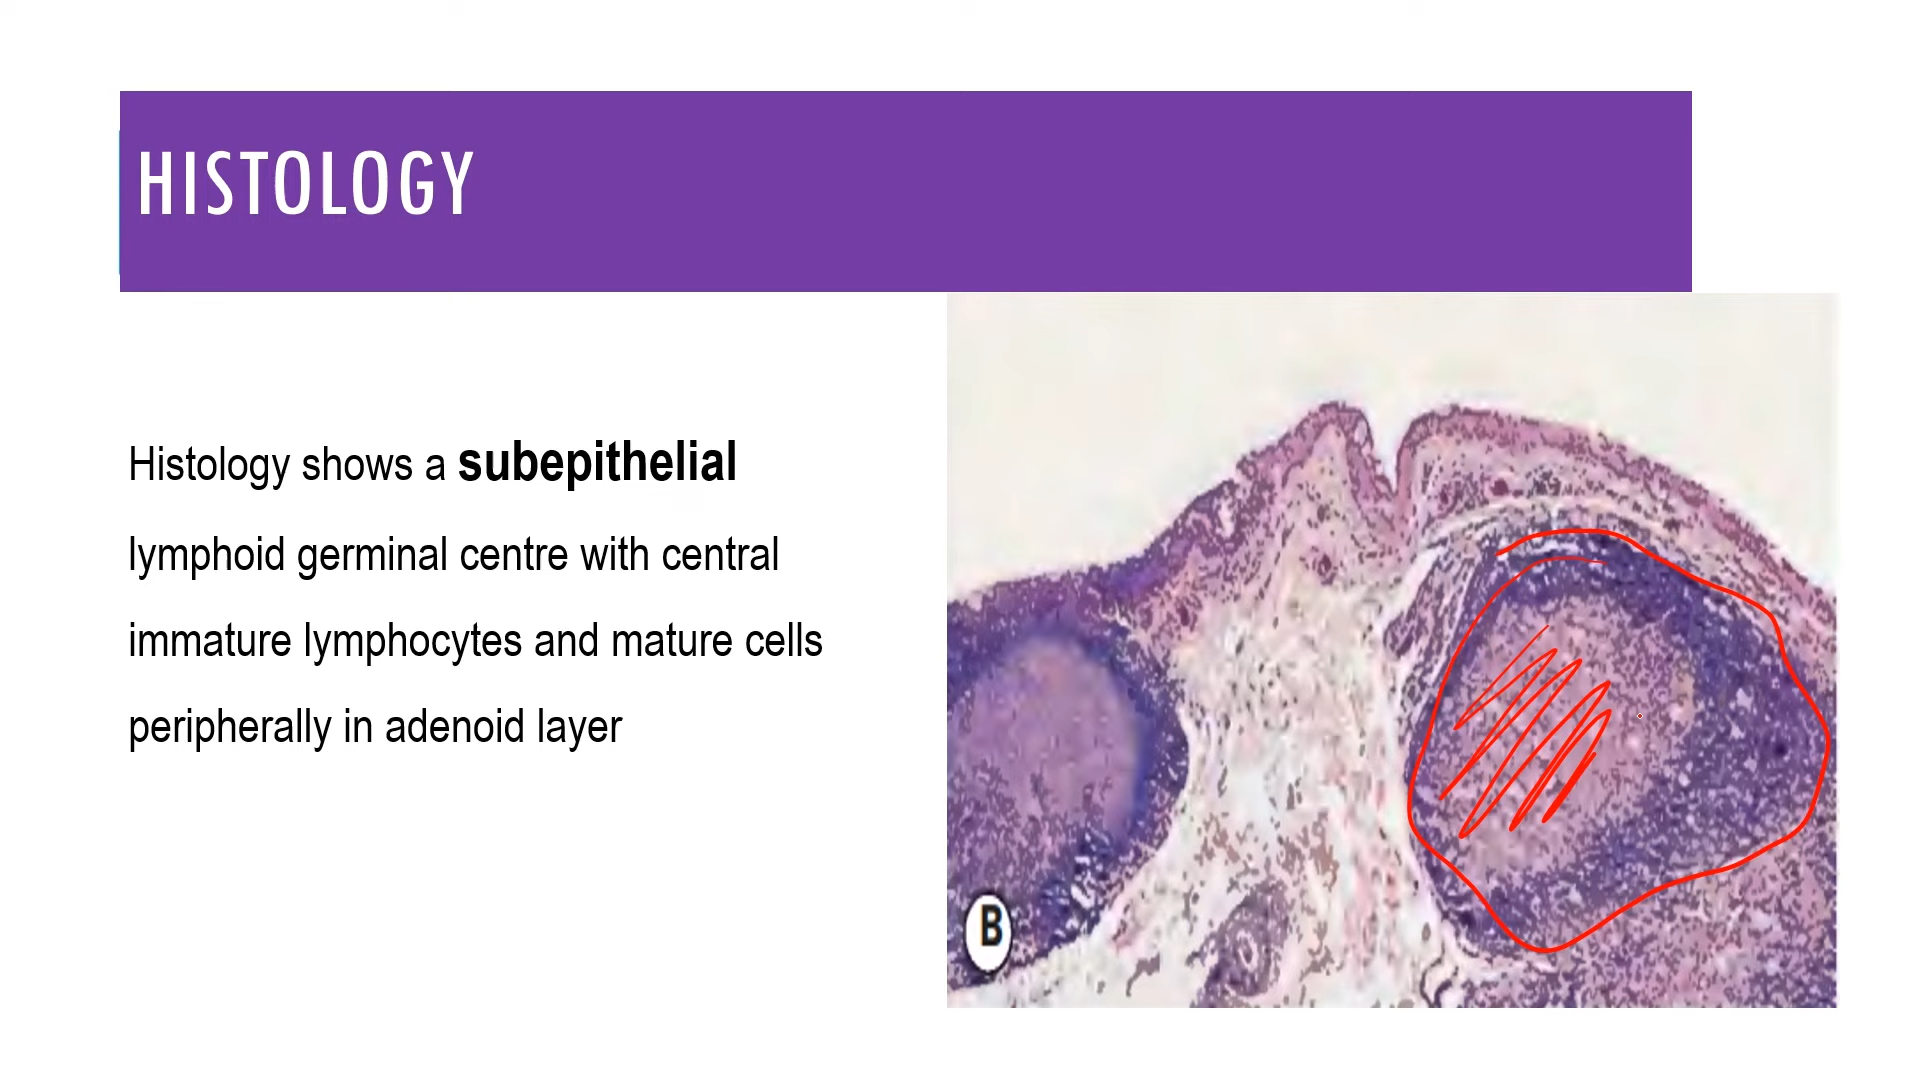 HISTOLOGY
Histology shows a subepithelial
lymphoid germinal centre with central
immature lymphocytes and mature cells
peripherally in adenoid layer
B